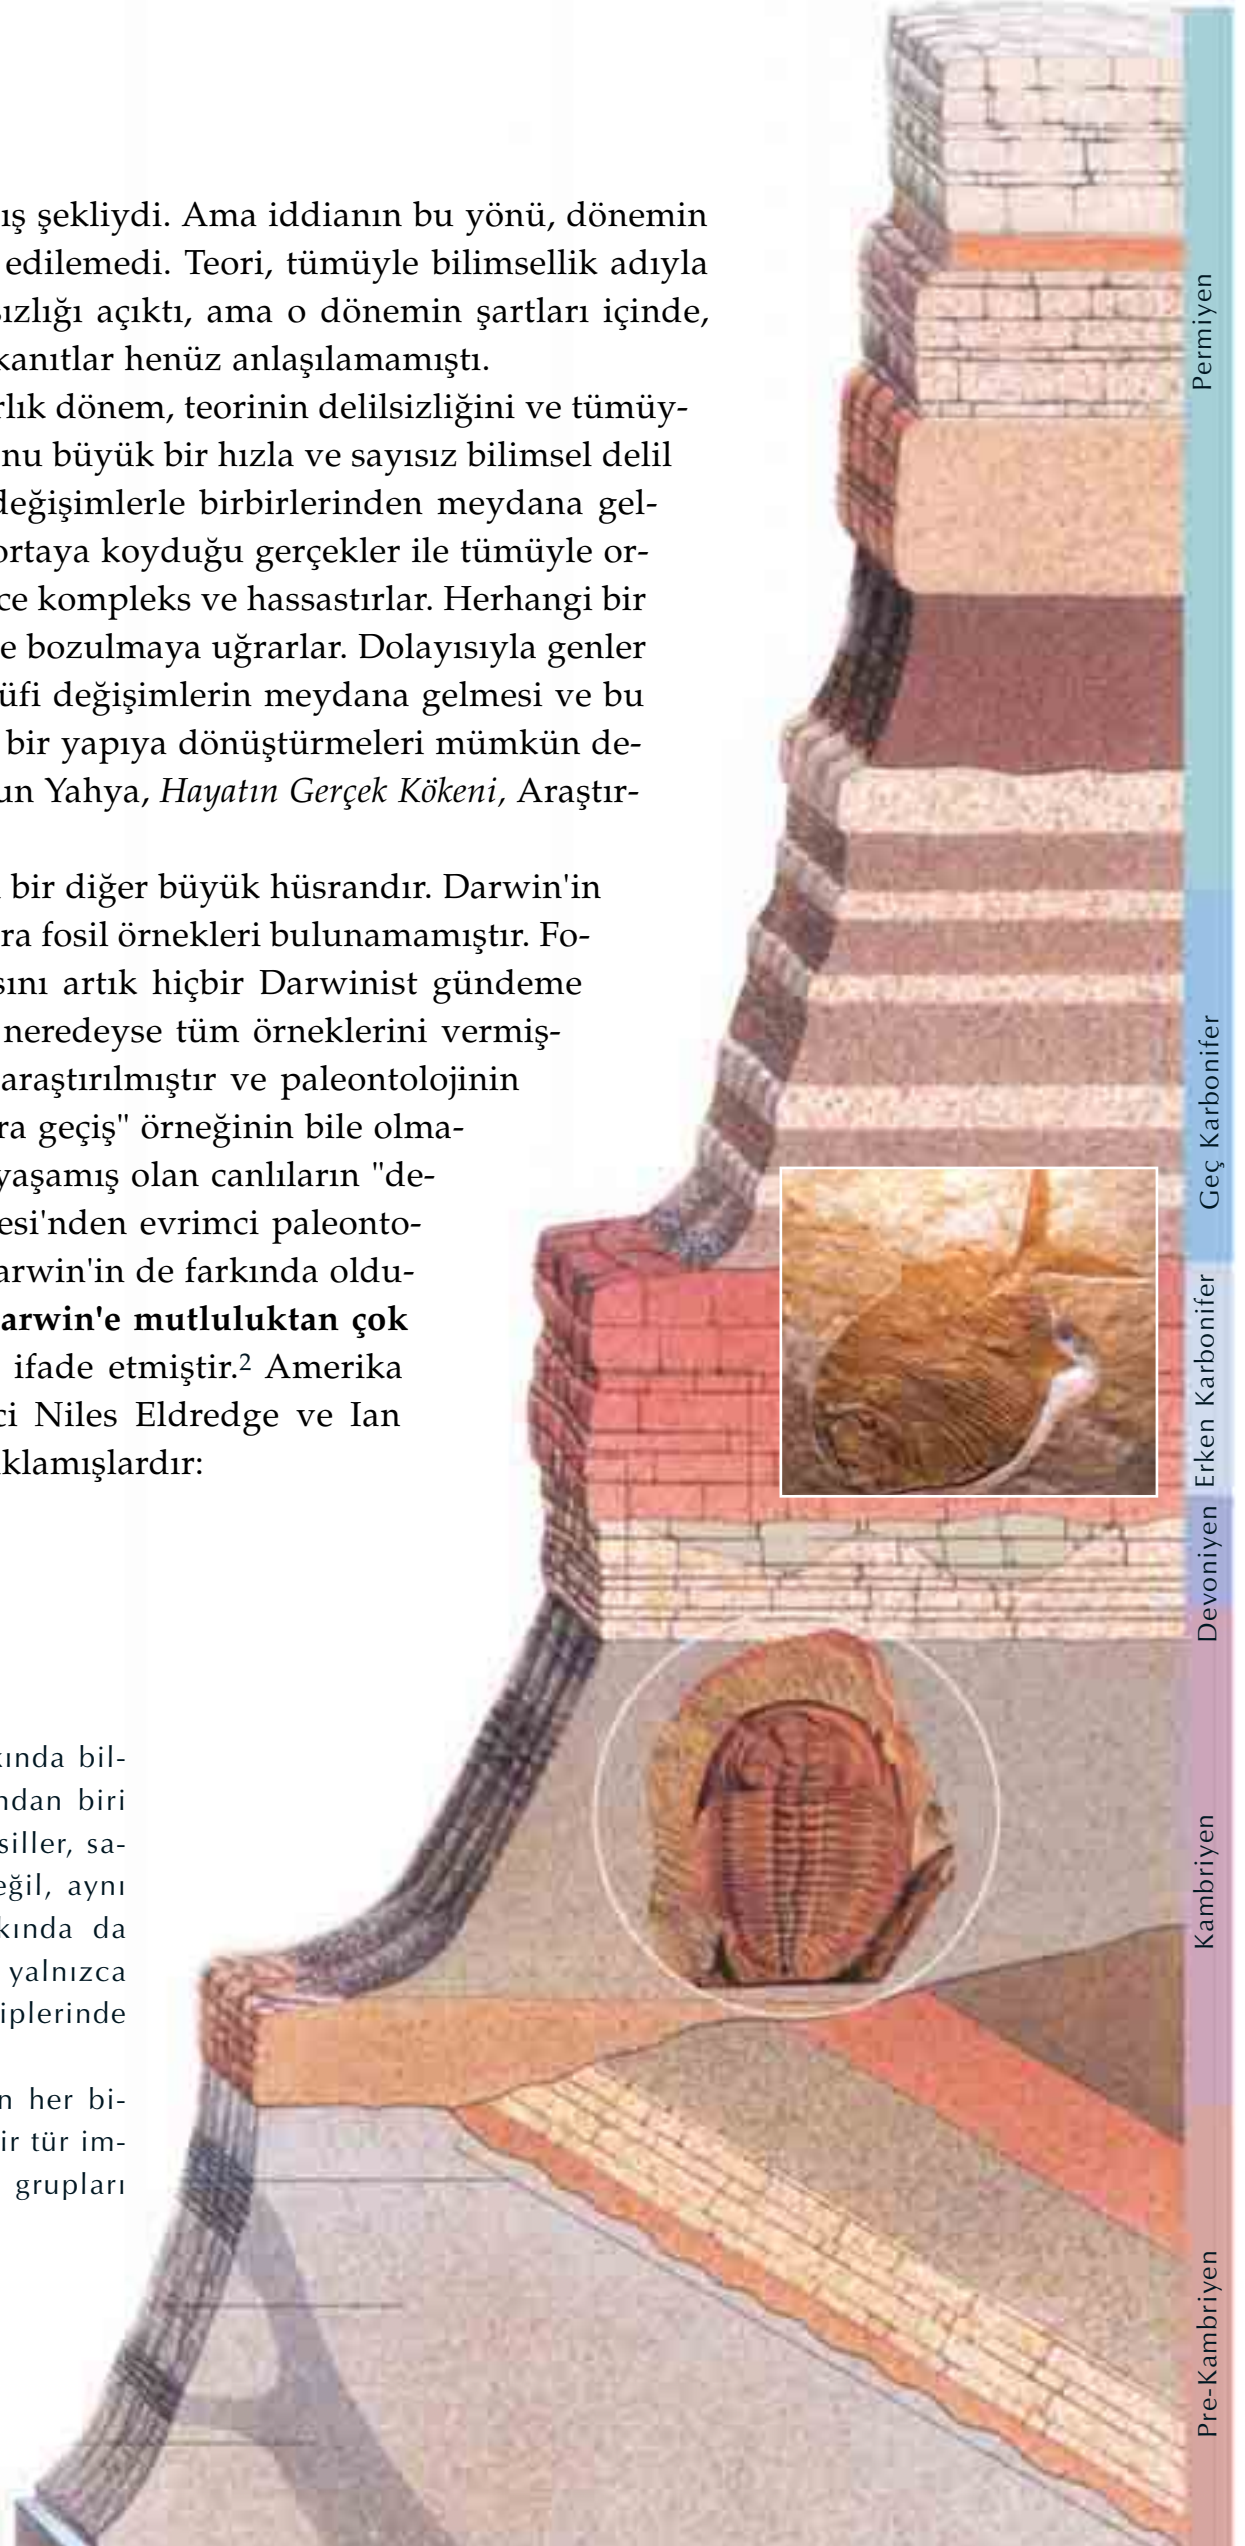 ış şekliydi. Ama iddianın bu yönü, dönemin
edilemedi. Teori, tümüyle bilimsellik adıyla
sızlığı açıktı, ama o dönemin şartları içinde,
kanıtlar henüz anlaşılamamıştı.
rlık dönem, teorinin delilsizliğini ve tümüy-
nu büyük bir hızla ve sayısız bilimsel delil
değişimlerle birbirlerinden meydana gel-
ortaya koyduğu gerçekler ile tümüyle or-
ce kompleks ve hassastırlar. Herhangi bir
e bozulmaya uğrarlar. Dolayısıyla genler
üfi değişimlerin meydana gelmesi ve bu
bir yapıya dönüştürmeleri mümkün de-
un Yahya, Hayatın Gerçek Kökeni, Araştır-
bir diğer büyük hüsrandır. Darwin'in
ra fosil örnekleri bulunamamıştır. Fo-
sını artık hiçbir Darwinist gündeme
neredeyse tüm örneklerini vermiş-
araştırılmıştır ve paleontolojinin
ra geçiş" örneğinin bile olma-
yaşamış olan canlıların "de-
esi'nden evrimci paleonto-
arwin'in de farkında oldu-
arwin'e mutluluktan çok
ifade etmiştir.2 Amerika
ci Niles Eldredge ve Ian
ıklamışlardır:
kında bil-
ndan biri
siller, sa-
eğil, aynı
kında da
yalnızca
iplerinde
n her bi-
ir tür im-
grupları
Permiyen
Geç Karbonifer
Erken Karbonifer
Devoniyen
Kambriyen
Pre-Kambriyen